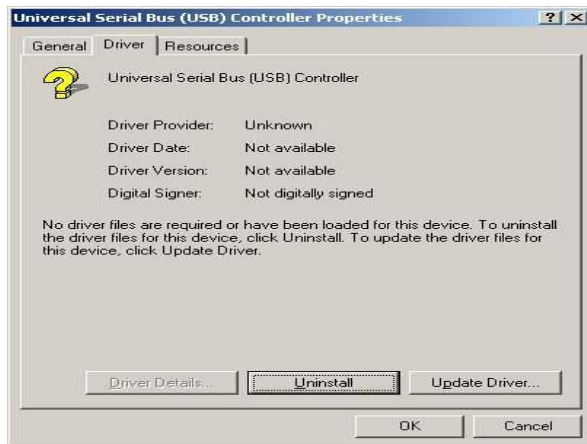 Universal Serial Bus (USB) Controller Properties
General Driver Resources
Universal Serial Bus (USB) Controller
Driver Provider: Unknown
Driver Date: Not available
Driver Version: Not available
Digital Signer: Not digitally signed
No driver files are required or have been loaded for this device. To uninstall
the driver files for this device, click Uninstall. To update the driver files for
this device, click Update Driver.
Driver Details... Uninstall Update Driver...
OK Cancel